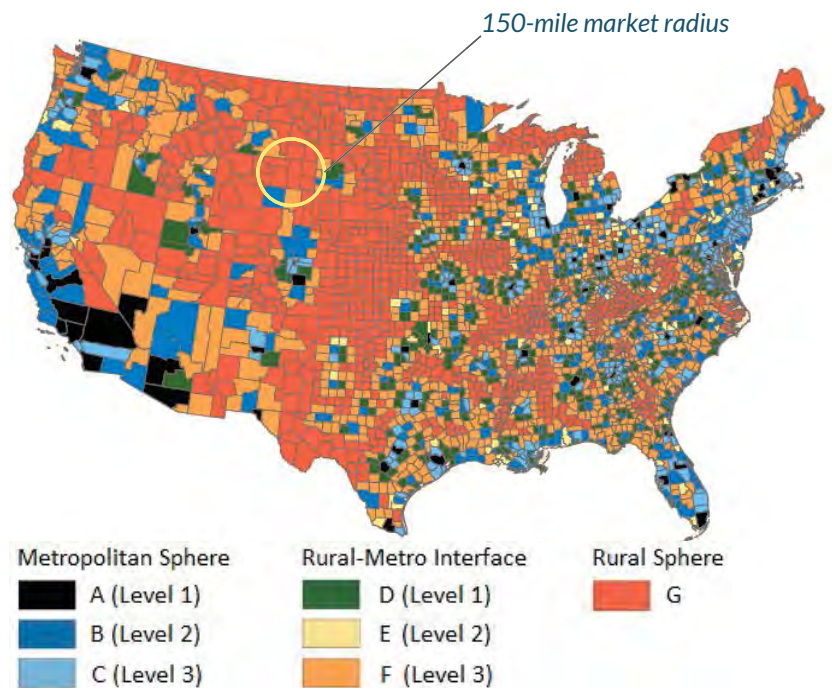 150-mile market radius
Metropolitan Sphere
A (Level 1)
B (Level 2)
C (Level 3)
Rural-Metro Interface
D (Level 1)
E (Level 2)
F (Level 3)
Rural Sphere
G